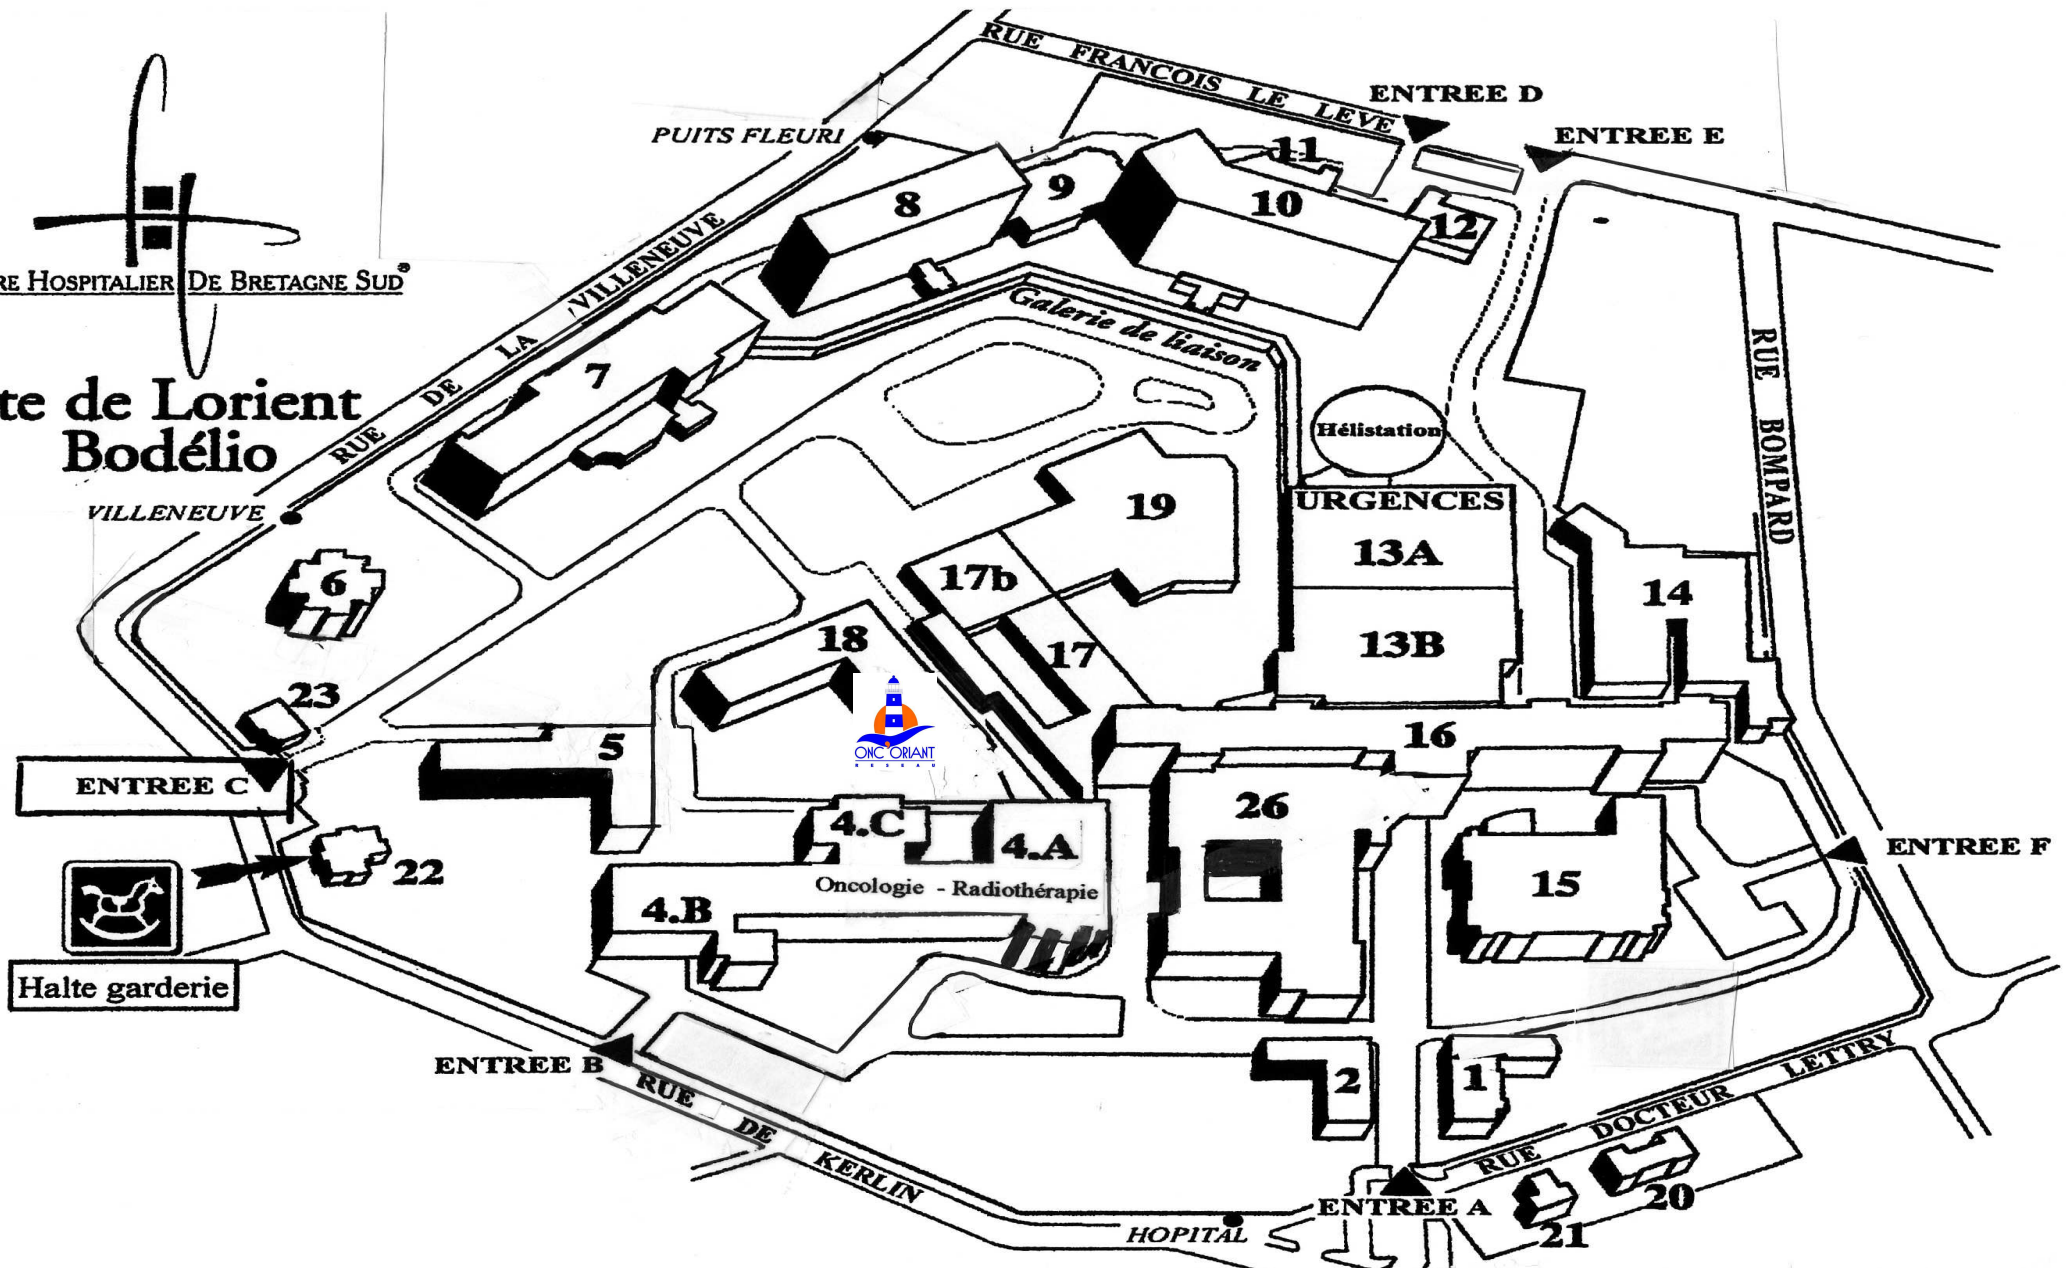 RUE FRANCOIS LE LEVE
ENTREE D
ENTREE E
PUITS FLEURI
11
9
8
10
12
RE HOSPITALIER DE BRETAGNE SUD
RUE DE LA VILLENEUVE
Galerie de liaison
7
RUE BOMPARD
te de Lorient
Bodélio
Hélistation
VILLENEUVE
URGENCES
19
13A
6
17b
14
18
17
13B
23
ONC'ORIANT
RESEAU
5
16
ENTREE C
26
4.C
4.A
ENTREE F
22
Oncologie - Radiothérapie
15
4.B
Halte garderie
ENTREE B
2
1
RUE DE KERLIN
RUE DOCTEUR LETTRY
20
ENTREE A
21
HOPITAL